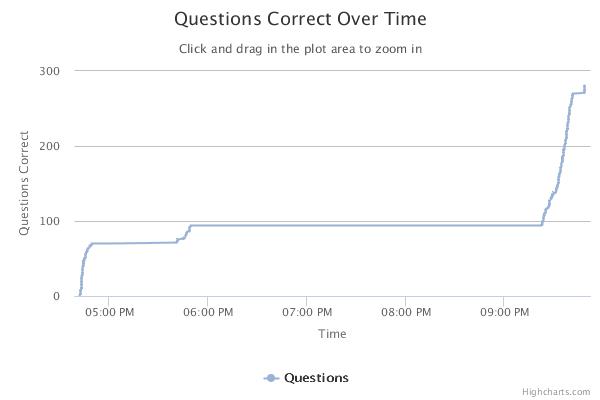 Questions Correct Over Time
Click and drag in the plot area to zoom in
Questions Correct
300
200
100
0
05:00 PM
06:00 PM
07:00 PM
08:00 PM
09:00 PM
Time
Questions
Highcharts.com